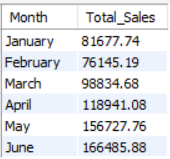 Month Total_Sales
January 81677.74
February 76145.19
March 98834.68
April 118941.08
May 156727.76
June 166485.88